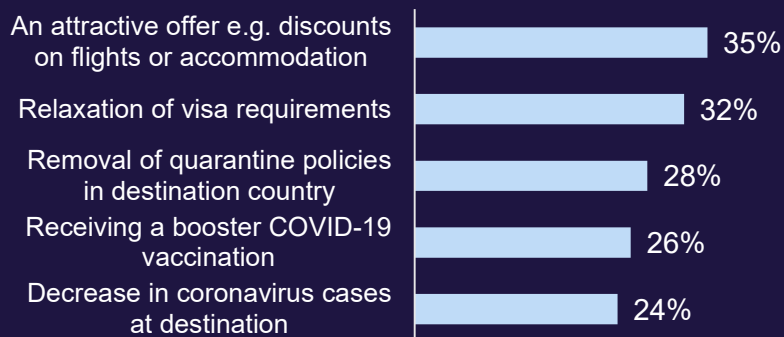 An attractive offer e.g. discounts
on flights or accommodation
35%
Relaxation of visa requirements
32%
Removal of quarantine policies
in destination country
28%
Receiving a booster COVID-19
vaccination
26%
Decrease in coronavirus cases
at destination
24%